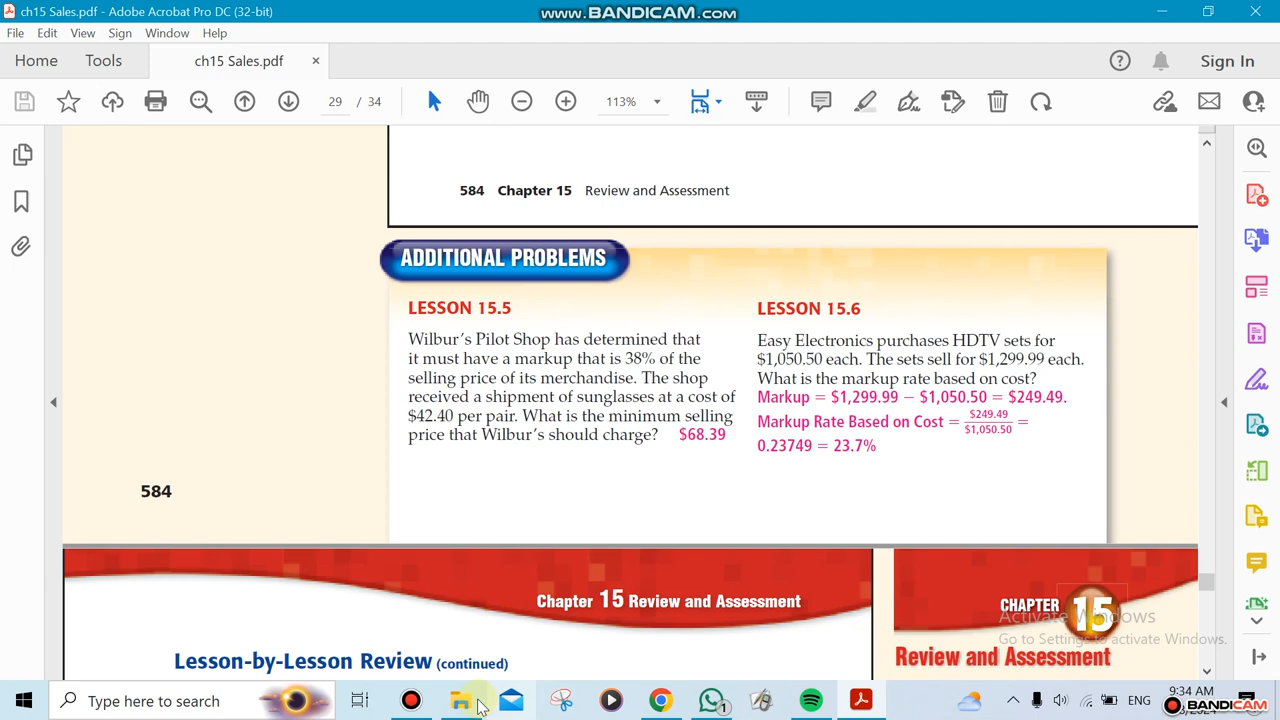 ch15 Sales.pdf - Adobe Acrobat Pro DC (32-bit)
www.BANDICAM.com
File Edit View Sign Window Help
Home Tools ch15 Sales.pdf × Sign In
29 / 34 113%
584 Chapter 15 Review and Assessment
ADDITIONAL PROBLEMS
LESSON 15.5
Wilbur's Pilot Shop has determined that
it must have a markup that is 38% of the
selling price of its merchandise. The shop
received a shipment of sunglasses at a cost of
$42.40 per pair. What is the minimum selling
price that Wilbur's should charge? $68.39
LESSON 15.6
Easy Electronics purchases HDTV sets for
$1,050.50 each. The sets sell for $1,299.99 each.
What is the markup rate based on cost?
Markup = $1,299.99 − $1,050.50 = $249.49.
Markup Rate Based on Cost = $249.49 / $1,050.50 =
0.23749 = 23.7%
584
Chapter 15 Review and Assessment
Lesson-by-Lesson Review (continued)
CHAPTER 15
Review and Assessment
Activate Windows
Go to Settings to activate Windows.
Type here to search
1
ENG
9:34 AM
BANDICAM